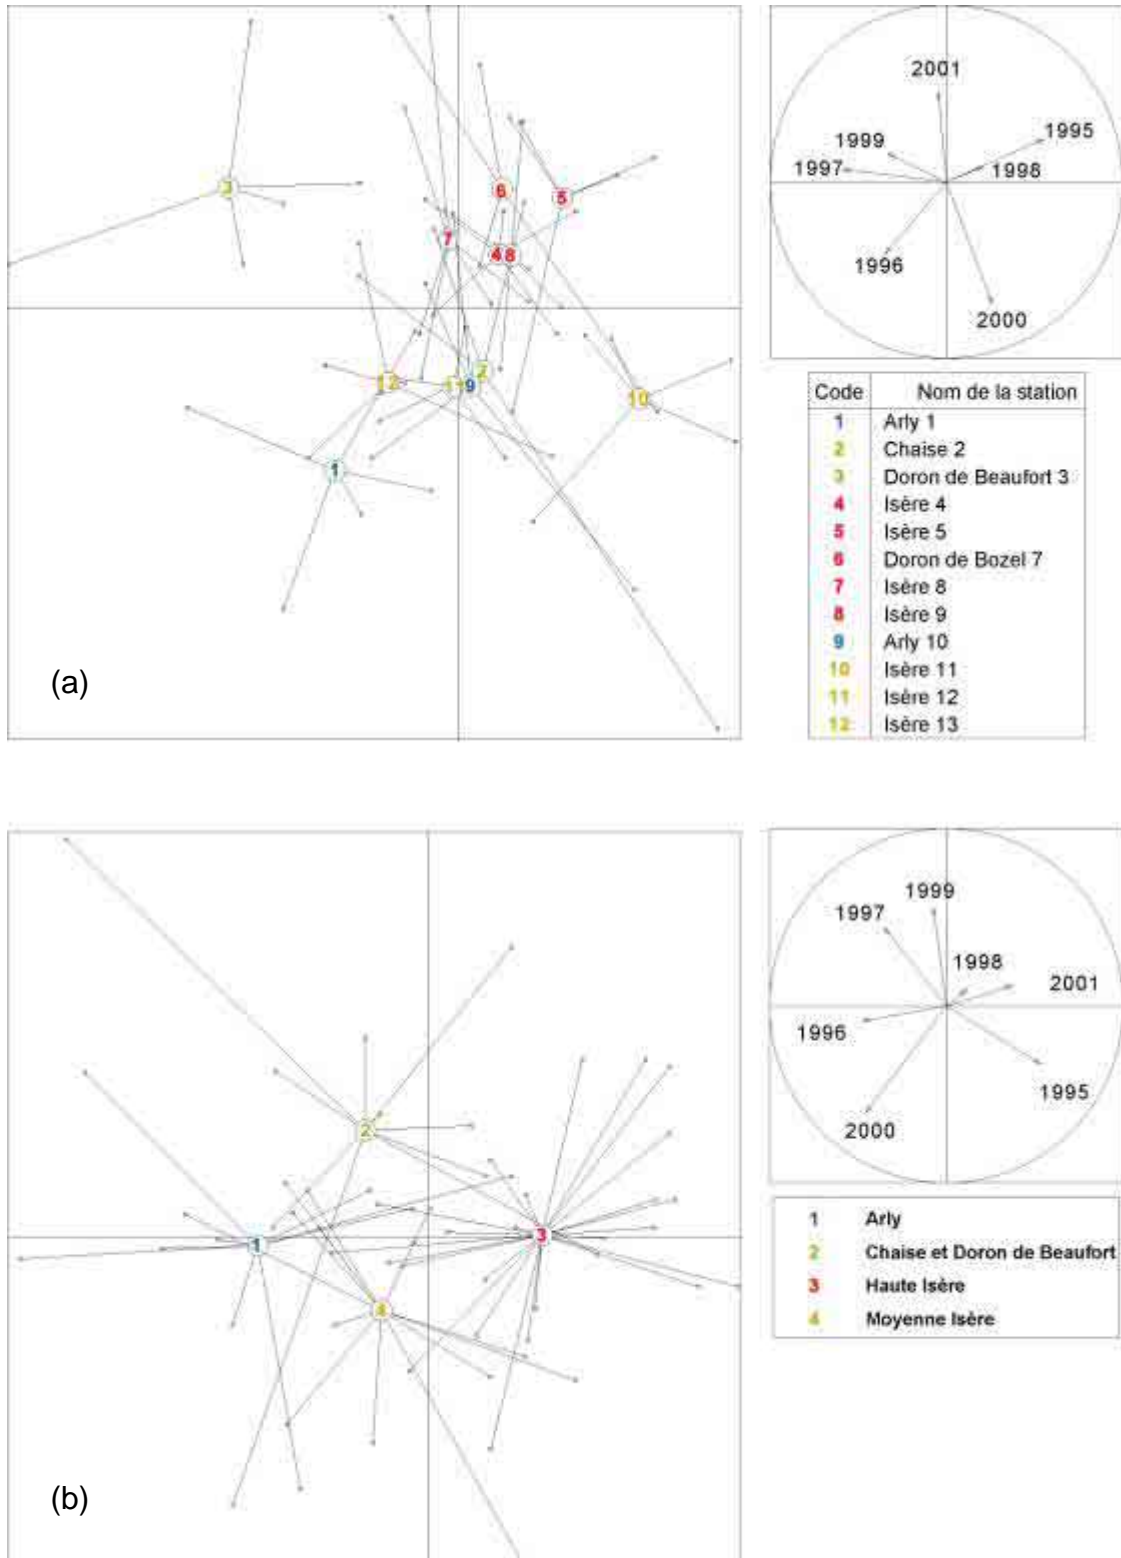 3
6
5
7
4 8
12
11 9 2
10
1
(a)
2001
1999
1995
1997
1998
1996
2000
Code Nom de la station
1 Arly 1
2 Chaise 2
3 Doron de Beaufort 3
4 Isère 4
5 Isère 5
6 Doron de Bozel 7
7 Isère 8
8 Isère 9
9 Arly 10
10 Isère 11
11 Isère 12
12 Isère 13
2
1
3
4
(b)
1999
1997
1998
2001
1996
1995
2000
1 Arly
2 Chaise et Doron de Beaufort
3 Haute Isère
4 Moyenne Isère